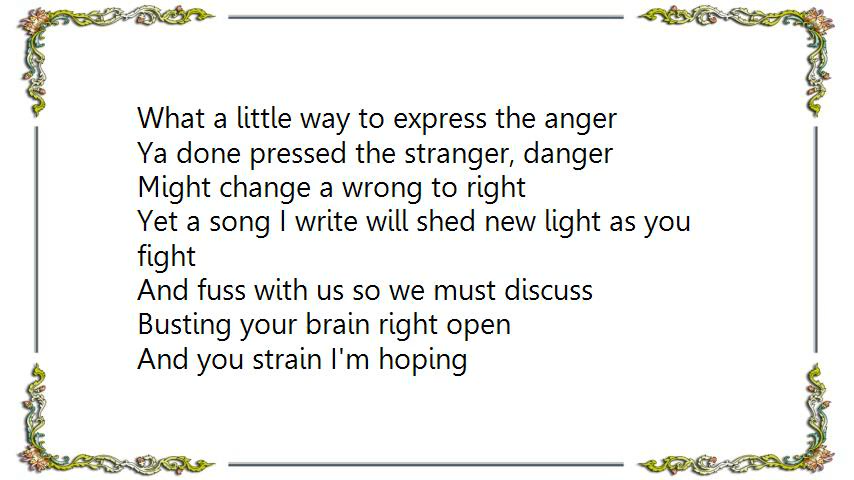 What a little way to express the anger
Ya done pressed the stranger, danger
Might change a wrong to right
Yet a song I write will shed new light as you
fight
And fuss with us so we must discuss
Busting your brain right open
And you strain I'm hoping